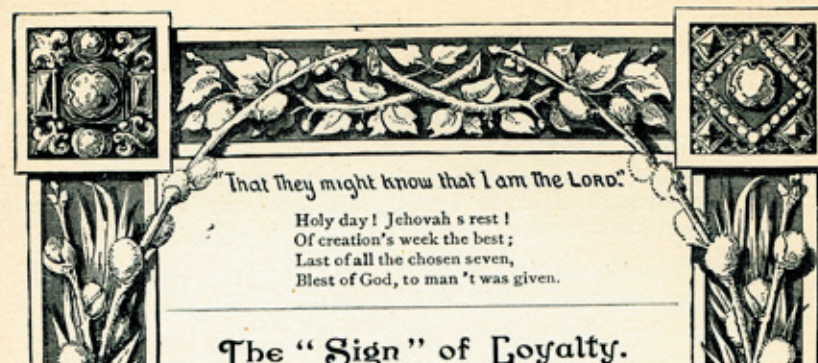 "That They might know that I am The LORD."
Holy day! Jehovah s rest!
Of creation's week the best;
Last of all the chosen seven,
Blest of God, to man 't was given.
The "Sign" of Loyalty.